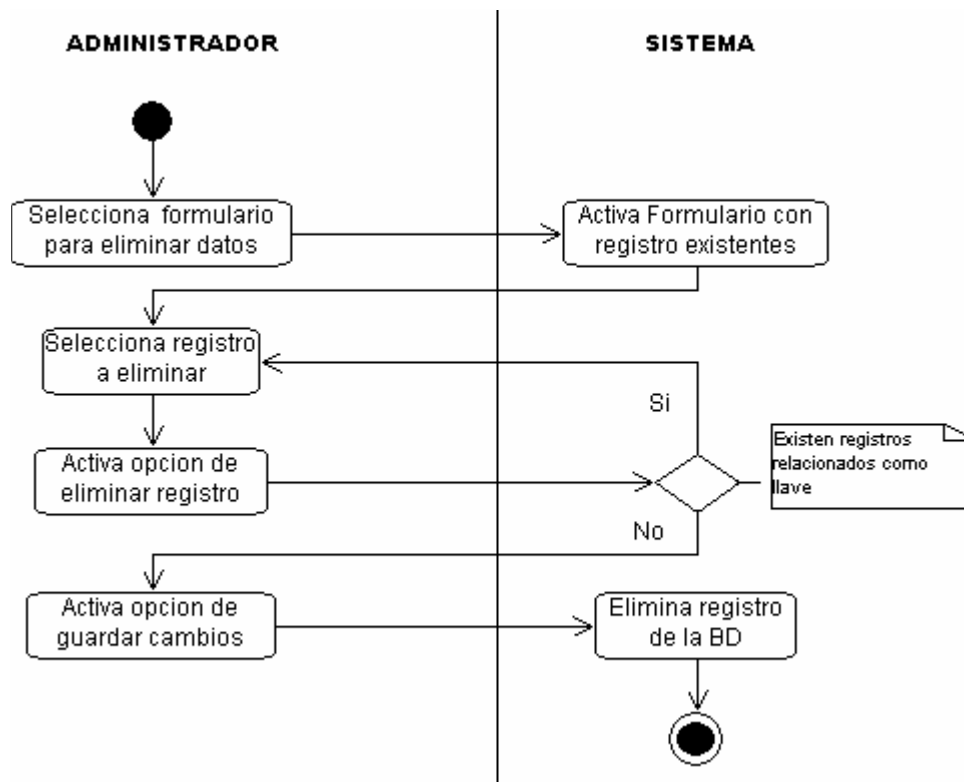 ADMINISTRADOR
SISTEMA
Selecciona formulario
para eliminar datos
Activa Formulario con
registro existentes
Selecciona registro
a eliminar
Si
Existen registros
relacionados como
llave
Activa opcion de
eliminar registro
No
Activa opcion de
guardar cambios
Elimina registro
de la BD